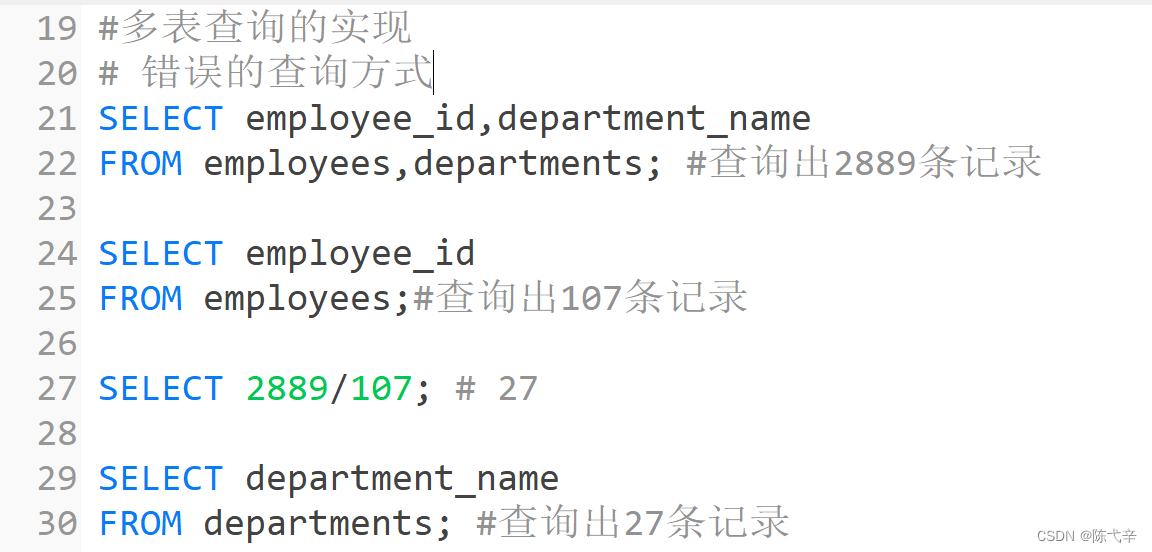 19 #多表查询的实现
20 # 错误的查询方式
21 SELECT employee_id,department_name
22 FROM employees,departments; #查询出2889条记录
23
24 SELECT employee_id
25 FROM employees;#查询出107条记录
26
27 SELECT 2889/107; # 27
28
29 SELECT department_name
30 FROM departments; #查询出27条记录
CSDN @陈弋辛